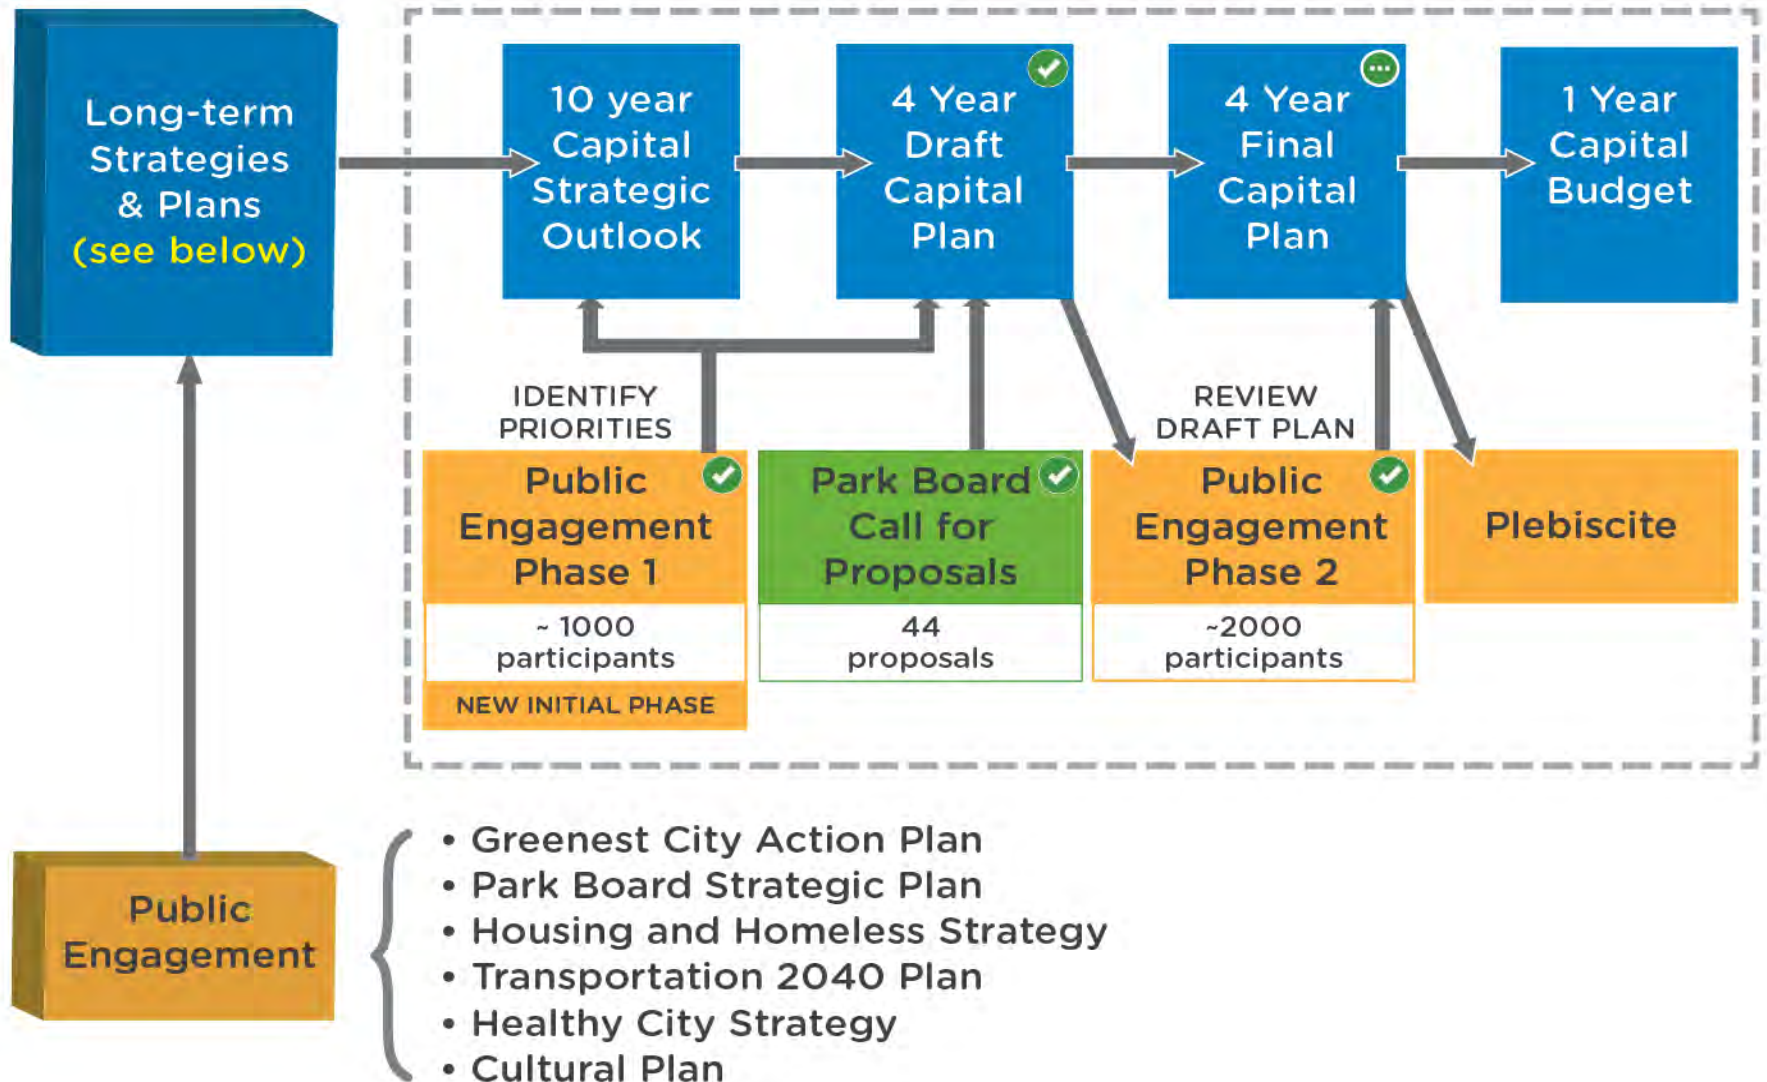 Long-term
Strategies
& Plans
(see below)
10 year
Capital
Strategic
Outlook
4 Year
Draft
Capital
Plan
4 Year
Final
Capital
Plan
1 Year
Capital
Budget
IDENTIFY
PRIORITIES
REVIEW
DRAFT PLAN
Public
Engagement
Phase 1
~ 1000
participants
NEW INITIAL PHASE
Park Board
Call for
Proposals
44
proposals
Public
Engagement
Phase 2
~2000
participants
Plebiscite
Public
Engagement
• Greenest City Action Plan
• Park Board Strategic Plan
• Housing and Homeless Strategy
• Transportation 2040 Plan
• Healthy City Strategy
• Cultural Plan